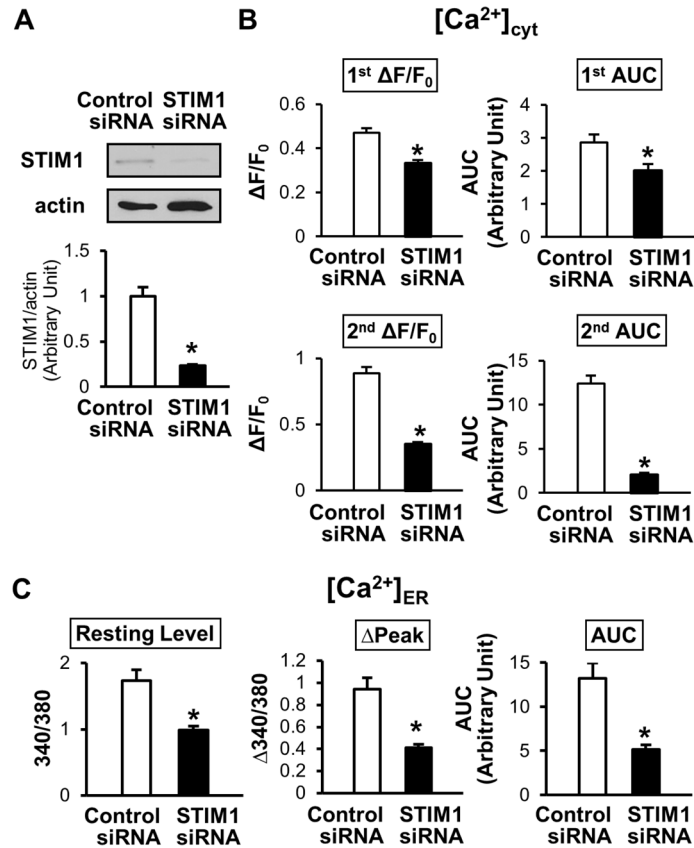 A
Control STIM1
siRNA siRNA
STIM1
actin
STIM1/actin
(Arbitrary Unit)
1.5
1
0.5
0
*
Control STIM1
siRNA siRNA
B
[Ca²⁺]cyt
1st ΔF/F₀
ΔF/F₀
0.6
0.4
0.2
0
*
Control STIM1
siRNA siRNA
1st AUC
AUC
(Arbitrary Unit)
4
3
2
1
0
*
Control STIM1
siRNA siRNA
2nd ΔF/F₀
ΔF/F₀
1
0.5
0
*
Control STIM1
siRNA siRNA
2nd AUC
AUC
(Arbitrary Unit)
15
10
5
0
*
Control STIM1
siRNA siRNA
C
[Ca²⁺]ER
Resting Level
340/380
2
1
0
*
Control STIM1
siRNA siRNA
ΔPeak
Δ340/380
1.2
1
0.8
0.6
0.4
0.2
0
*
Control STIM1
siRNA siRNA
AUC
AUC
(Arbitrary Unit)
15
10
5
0
*
Control STIM1
siRNA siRNA